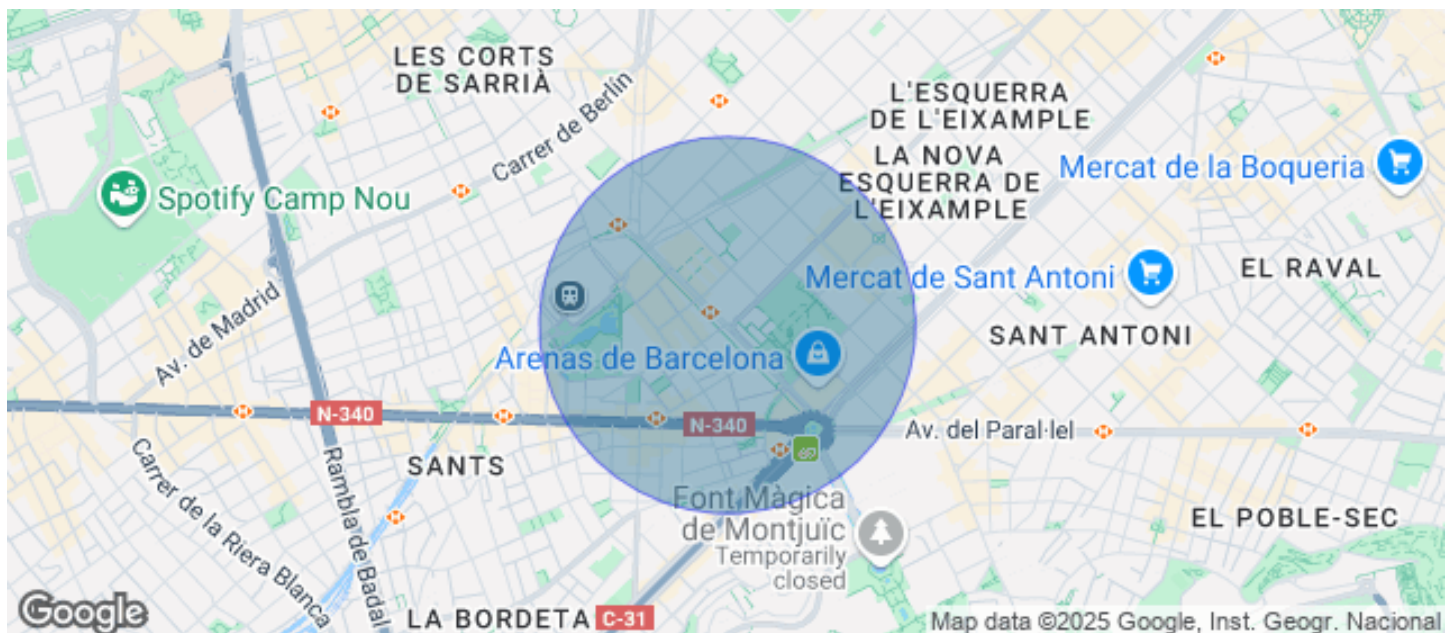 LES CORTS
DE SARRIÀ
Carrer de Berlín
L'ESQUERRA
DE L'EIXAMPLE
LA NOVA
ESQUERRA DE
L'EIXAMPLE
Mercat de la Boqueria
Spotify Camp Nou
Mercat de Sant Antoni
EL RAVAL
Av. de Madrid
SANT ANTONI
Arenas de Barcelona
N-340
N-340
Av. del Paral·lel
SANTS
Carrer de la Riera Blanca
Rambla de Badal
Font Màgica
de Montjuïc
Temporarily
closed
EL POBLE-SEC
LA BORDETA
C-31
Google
Map data ©2025 Google, Inst. Geogr. Nacional